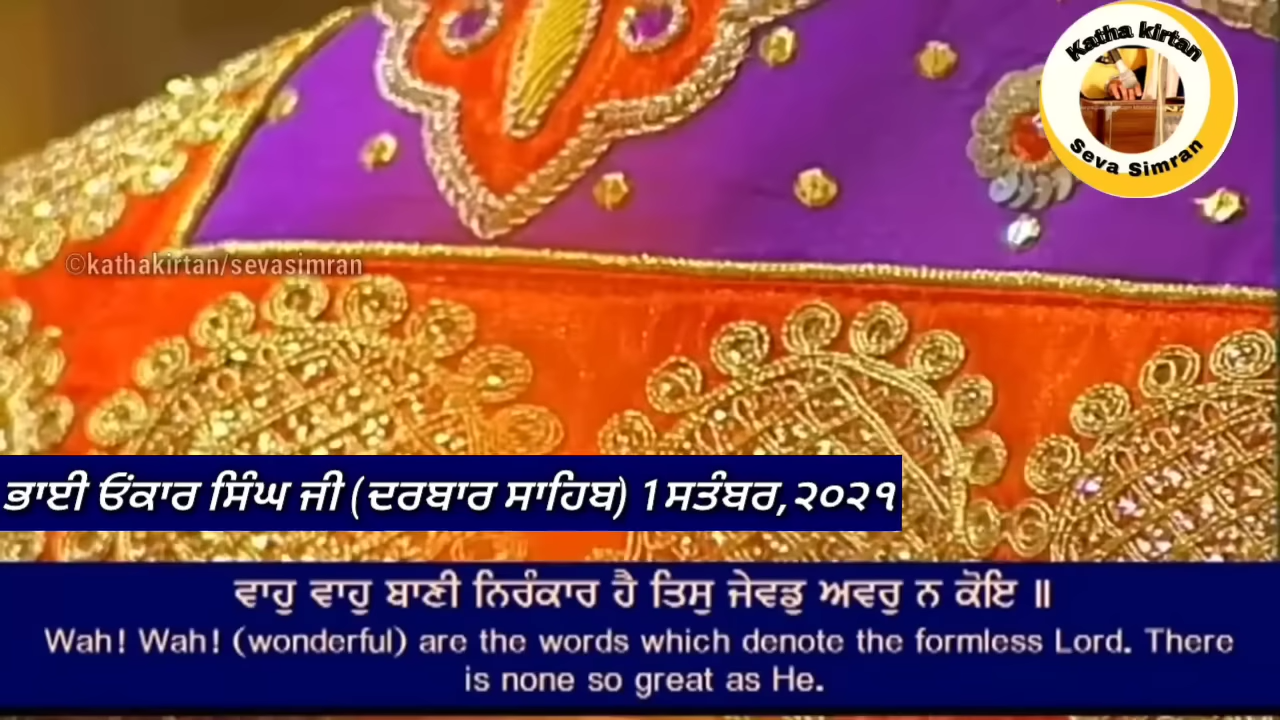 Katha kirtan
Seva Simran
©kathakirtan/sevasimran
ਭਾਈ ਓਂਕਾਰ ਸਿੰਘ ਜੀ (ਦਰਬਾਰ ਸਾਹਿਬ) 1 ਸਤੰਬਰ,੨੦੨੧
ਵਾਹੁ ਵਾਹੁ ਬਾਣੀ ਨਿਰੰਕਾਰ ਹੈ ਤਿਸੁ ਜੇਵਡੁ ਅਵਰੁ ਨ ਕੋਇ ॥
Wah! Wah! (wonderful) are the words which denote the formless Lord. There
is none so great as He.